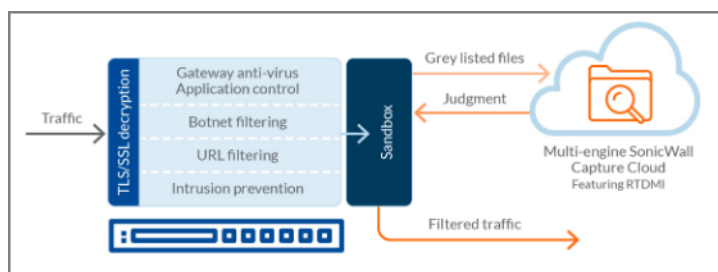 Traffic
TLS/SSL decryption
Gateway anti-virus
Application control
Botnet filtering
URL filtering
Intrusion prevention
Sandbox
Grey listed files
Judgment
Multi-engine SonicWall
Capture Cloud
Featuring RTDMI
Filtered traffic